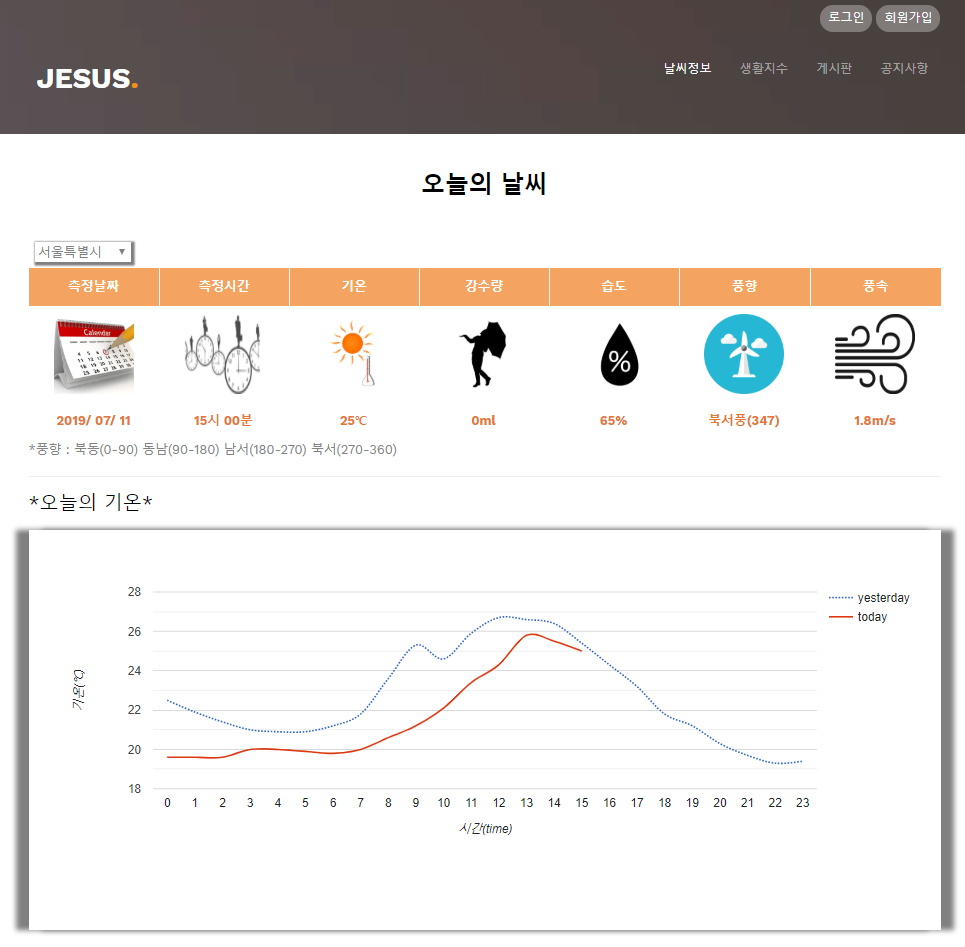 로그인 회원가입
JESUS.
날씨정보 생활지수 게시판 공지사항
오늘의 날씨
서울특별시 ▼
측정날짜 측정시간 기온 강수량 습도 풍향 풍속
Calendar
%
2019/ 07/ 11 15시 00분 25℃ 0ml 65% 북서풍(347) 1.8m/s
*풍향 : 북동(0-90) 동남(90-180) 남서(180-270) 북서(270-360)
*오늘의 기온*
28
26
24
22
20
18
기온(℃)
yesterday
today
0 1 2 3 4 5 6 7 8 9 10 11 12 13 14 15 16 17 18 19 20 21 22 23
시간(time)